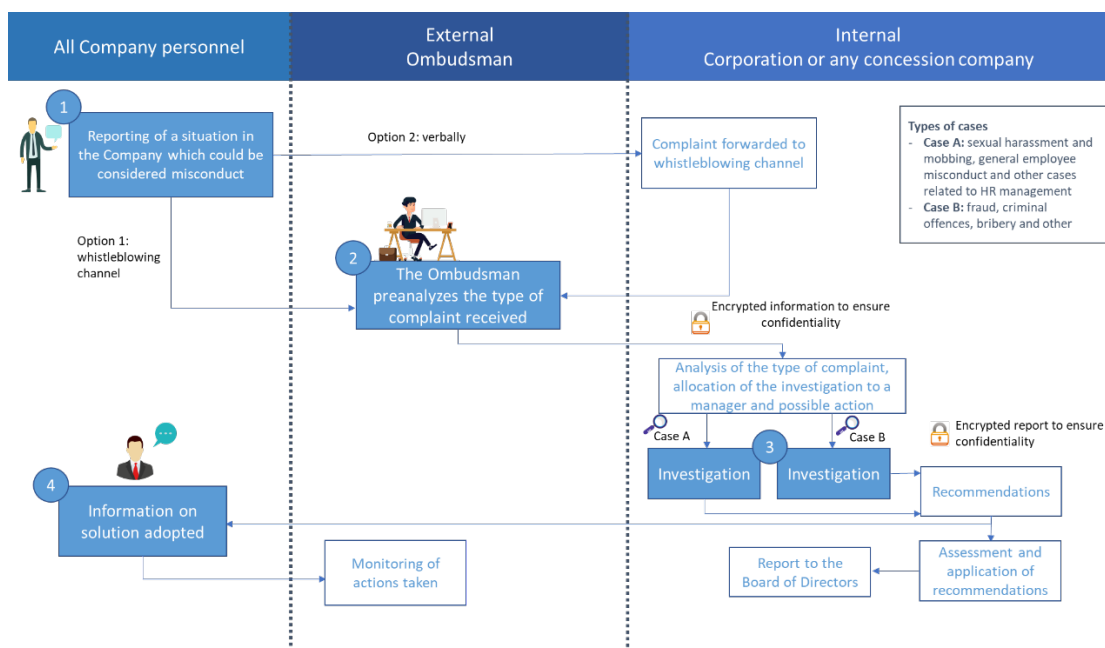 All Company personnel
External
Ombudsman
Internal
Corporation or any concession company
1
Reporting of a situation in
the Company which could be
considered misconduct
Option 2: verbally
Complaint forwarded to
whistleblowing channel
Types of cases
- Case A: sexual harassment and
mobbing, general employee
misconduct and other cases
related to HR management
- Case B: fraud, criminal
offences, bribery and other
Option 1:
whistleblowing
channel
2
The Ombudsman
preanalyzes the type of
complaint received
Encrypted information to ensure
confidentiality
Analysis of the type of complaint,
allocation of the investigation to a
manager and possible action
Case A
Case B
Encrypted report to ensure
confidentiality
3
Investigation
Investigation
Recommendations
4
Information on
solution adopted
Monitoring of
actions taken
Report to the
Board of Directors
Assessment and
application of
recommendations